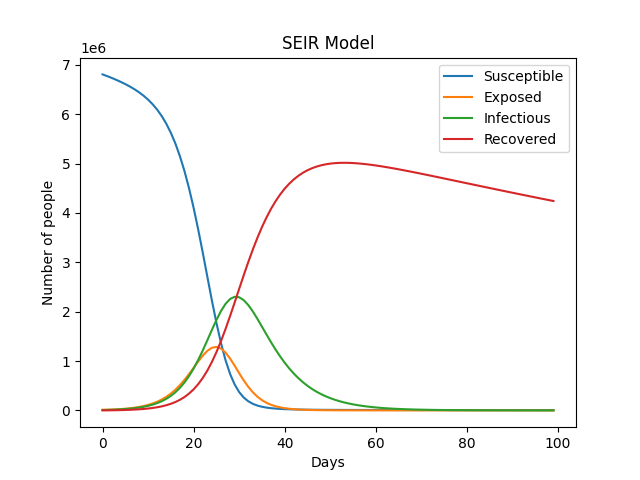 SEIR Model
1e6
7
6
5
4
3
2
1
0
Number of people
0 20 40 60 80 100
Days
Susceptible
Exposed
Infectious
Recovered